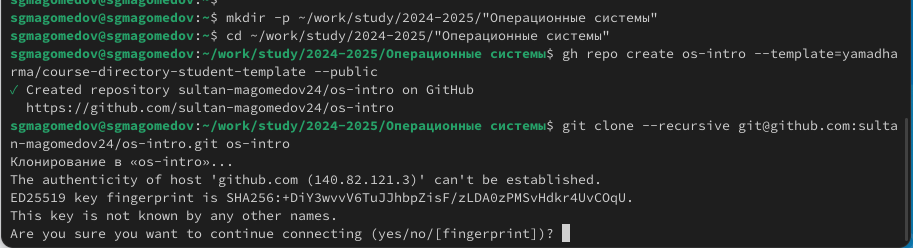 sgmagomedov@sgmagomedov:~$
sgmagomedov@sgmagomedov:~$ mkdir -p ~/work/study/2024-2025/"Операционные системы"
sgmagomedov@sgmagomedov:~$ cd ~/work/study/2024-2025/"Операционные системы"
sgmagomedov@sgmagomedov:~/work/study/2024-2025/Операционные системы$ gh repo create os-intro --template=yamadha
rma/course-directory-student-template --public
✓ Created repository sultan-magomedov24/os-intro on GitHub
  https://github.com/sultan-magomedov24/os-intro
sgmagomedov@sgmagomedov:~/work/study/2024-2025/Операционные системы$ git clone --recursive git@github.com:sulta
n-magomedov24/os-intro.git os-intro
Клонирование в «os-intro»...
The authenticity of host 'github.com (140.82.121.3)' can't be established.
ED25519 key fingerprint is SHA256:+DiY3wvvV6TuJJhbpZisF/zLDA0zPMSvHdkr4UvCOqU.
This key is not known by any other names.
Are you sure you want to continue connecting (yes/no/[fingerprint])?